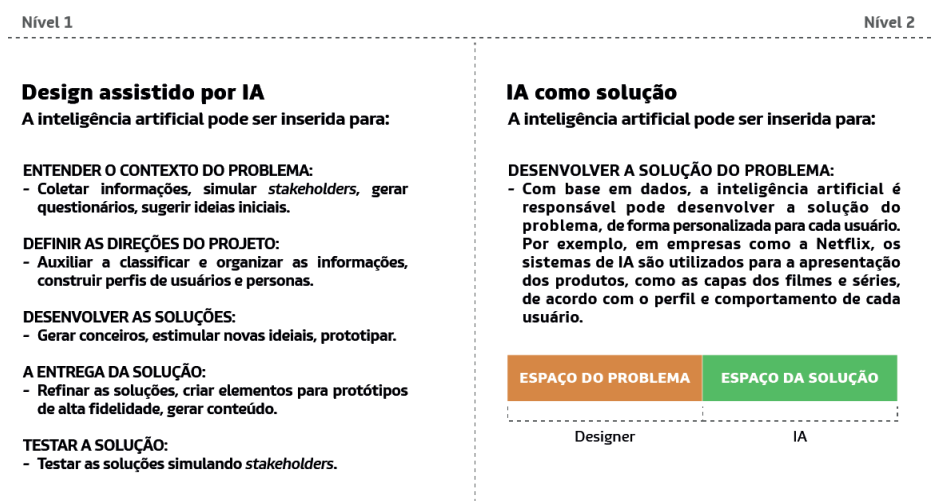 Nível 1
Nível 2
Design assistido por IA
A inteligência artificial pode ser inserida para:
ENTENDER O CONTEXTO DO PROBLEMA:
- Coletar informações, simular stakeholders, gerar
questionários, sugerir ideias iniciais.
DEFINIR AS DIREÇÕES DO PROJETO:
- Auxiliar a classificar e organizar as informações,
construir perfis de usuários e personas.
DESENVOLVER AS SOLUÇÕES:
- Gerar conceiros, estimular novas ideiais, prototipar.
A ENTREGA DA SOLUÇÃO:
- Refinar as soluções, criar elementos para protótipos
de alta fidelidade, gerar conteúdo.
TESTAR A SOLUÇÃO:
- Testar as soluções simulando stakeholders.
IA como solução
A inteligência artificial pode ser inserida para:
DESENVOLVER A SOLUÇÃO DO PROBLEMA:
- Com base em dados, a inteligência artificial é
responsável pode desenvolver a solução do
problema, de forma personalizada para cada usuário.
Por exemplo, em empresas como a Netflix, os
sistemas de IA são utilizados para a apresentação
dos produtos, como as capas dos filmes e séries,
de acordo com o perfil e comportamento de cada
usuário.
ESPAÇO DO PROBLEMA
ESPAÇO DA SOLUÇÃO
Designer
IA